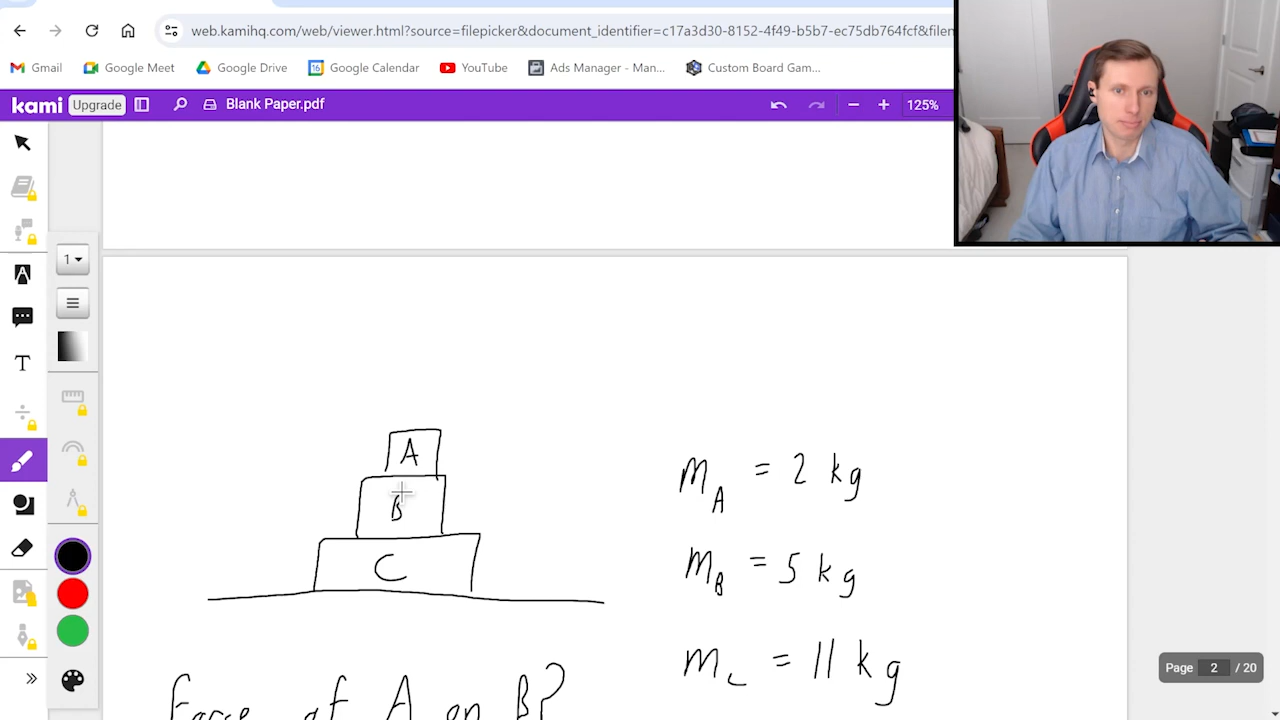 web.kamihq.com/web/viewer.html?source=filepicker&document_identifier=c17a3d30-8152-4f49-b5b7-ec75db764fcf&filen
Gmail Google Meet Google Drive 16 Google Calendar YouTube Ads Manager - Man... Custom Board Gam...
kami Upgrade Blank Paper.pdf 125%
1
A
T
A
B
C
m_A = 2 kg
m_B = 5 kg
m_C = 11 kg
Force of A on B?
Page 2 / 20